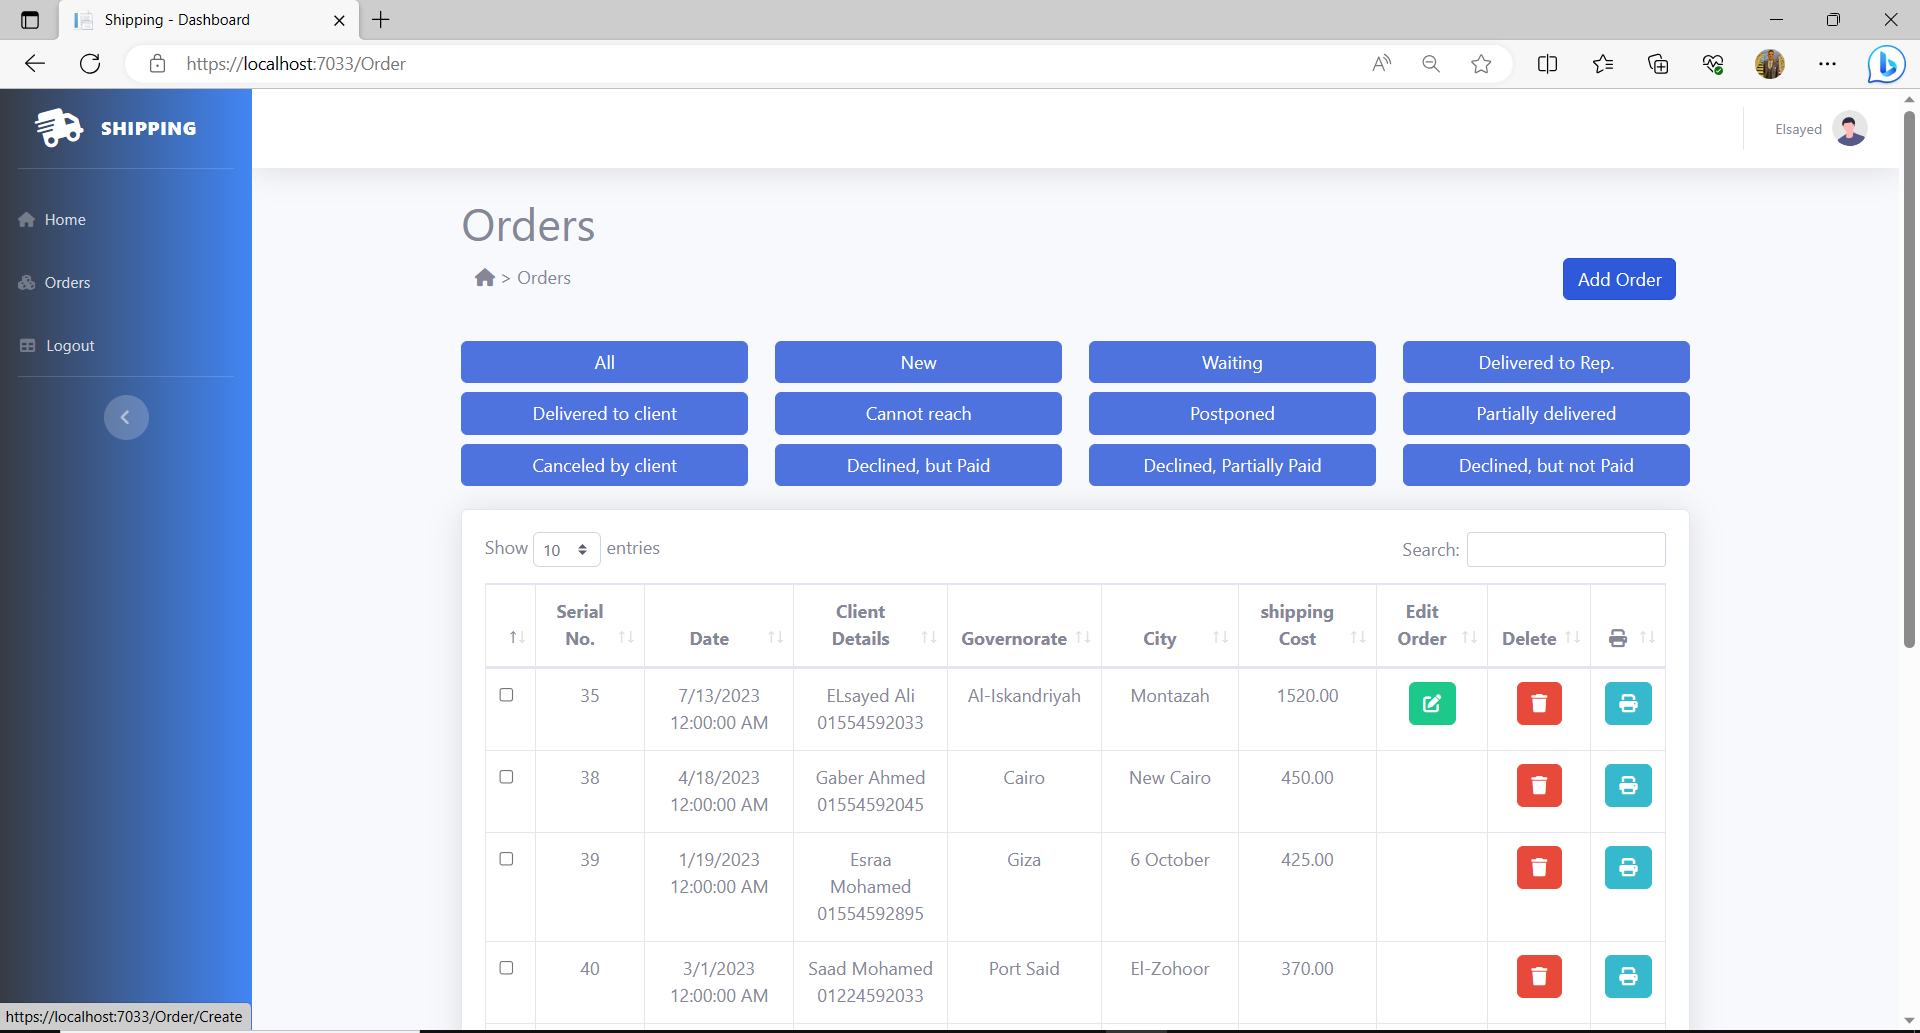 Shipping - Dashboard
https://localhost:7033/Order
SHIPPING
Elsayed
Home
Orders
Logout
Orders
> Orders
Add Order
All New Waiting Delivered to Rep.
Delivered to client Cannot reach Postponed Partially delivered
Canceled by client Declined, but Paid Declined, Partially Paid Declined, but not Paid
Show 10 entries Search:
Serial Client shipping Edit
No. Date Details Governorate City Cost Order Delete
35 7/13/2023 ELsayed Ali Al-Iskandriyah Montazah 1520.00
12:00:00 AM 01554592033
38 4/18/2023 Gaber Ahmed Cairo New Cairo 450.00
12:00:00 AM 01554592045
39 1/19/2023 Esraa Giza 6 October 425.00
12:00:00 AM Mohamed
01554592895
40 3/1/2023 Saad Mohamed Port Said El-Zohoor 370.00
12:00:00 AM 01224592033
https://localhost:7033/Order/Create